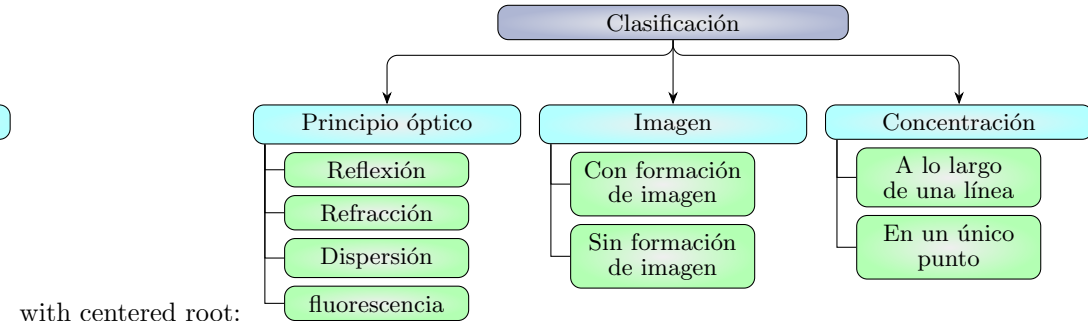 Clasificación
Principio óptico
Imagen
Concentración
Reflexión
Refracción
Dispersión
fluorescencia
Con formación
de imagen
Sin formación
de imagen
A lo largo
de una línea
En un único
punto
with centered root: